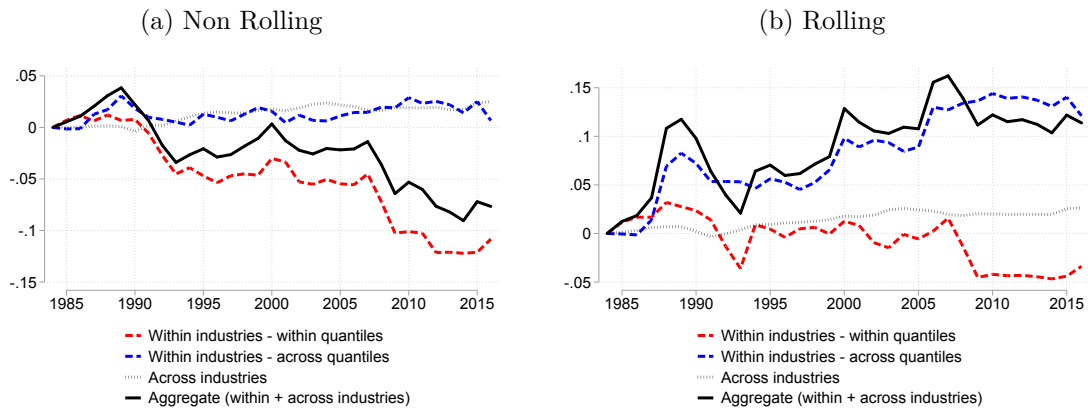 (a) Non Rolling
.05
0
-.05
-.1
-.15
1985 1990 1995 2000 2005 2010 2015
Within industries - within quantiles
Within industries - across quantiles
Across industries
Aggregate (within + across industries)
(b) Rolling
.15
.1
.05
0
-.05
1985 1990 1995 2000 2005 2010 2015
Within industries - within quantiles
Within industries - across quantiles
Across industries
Aggregate (within + across industries)